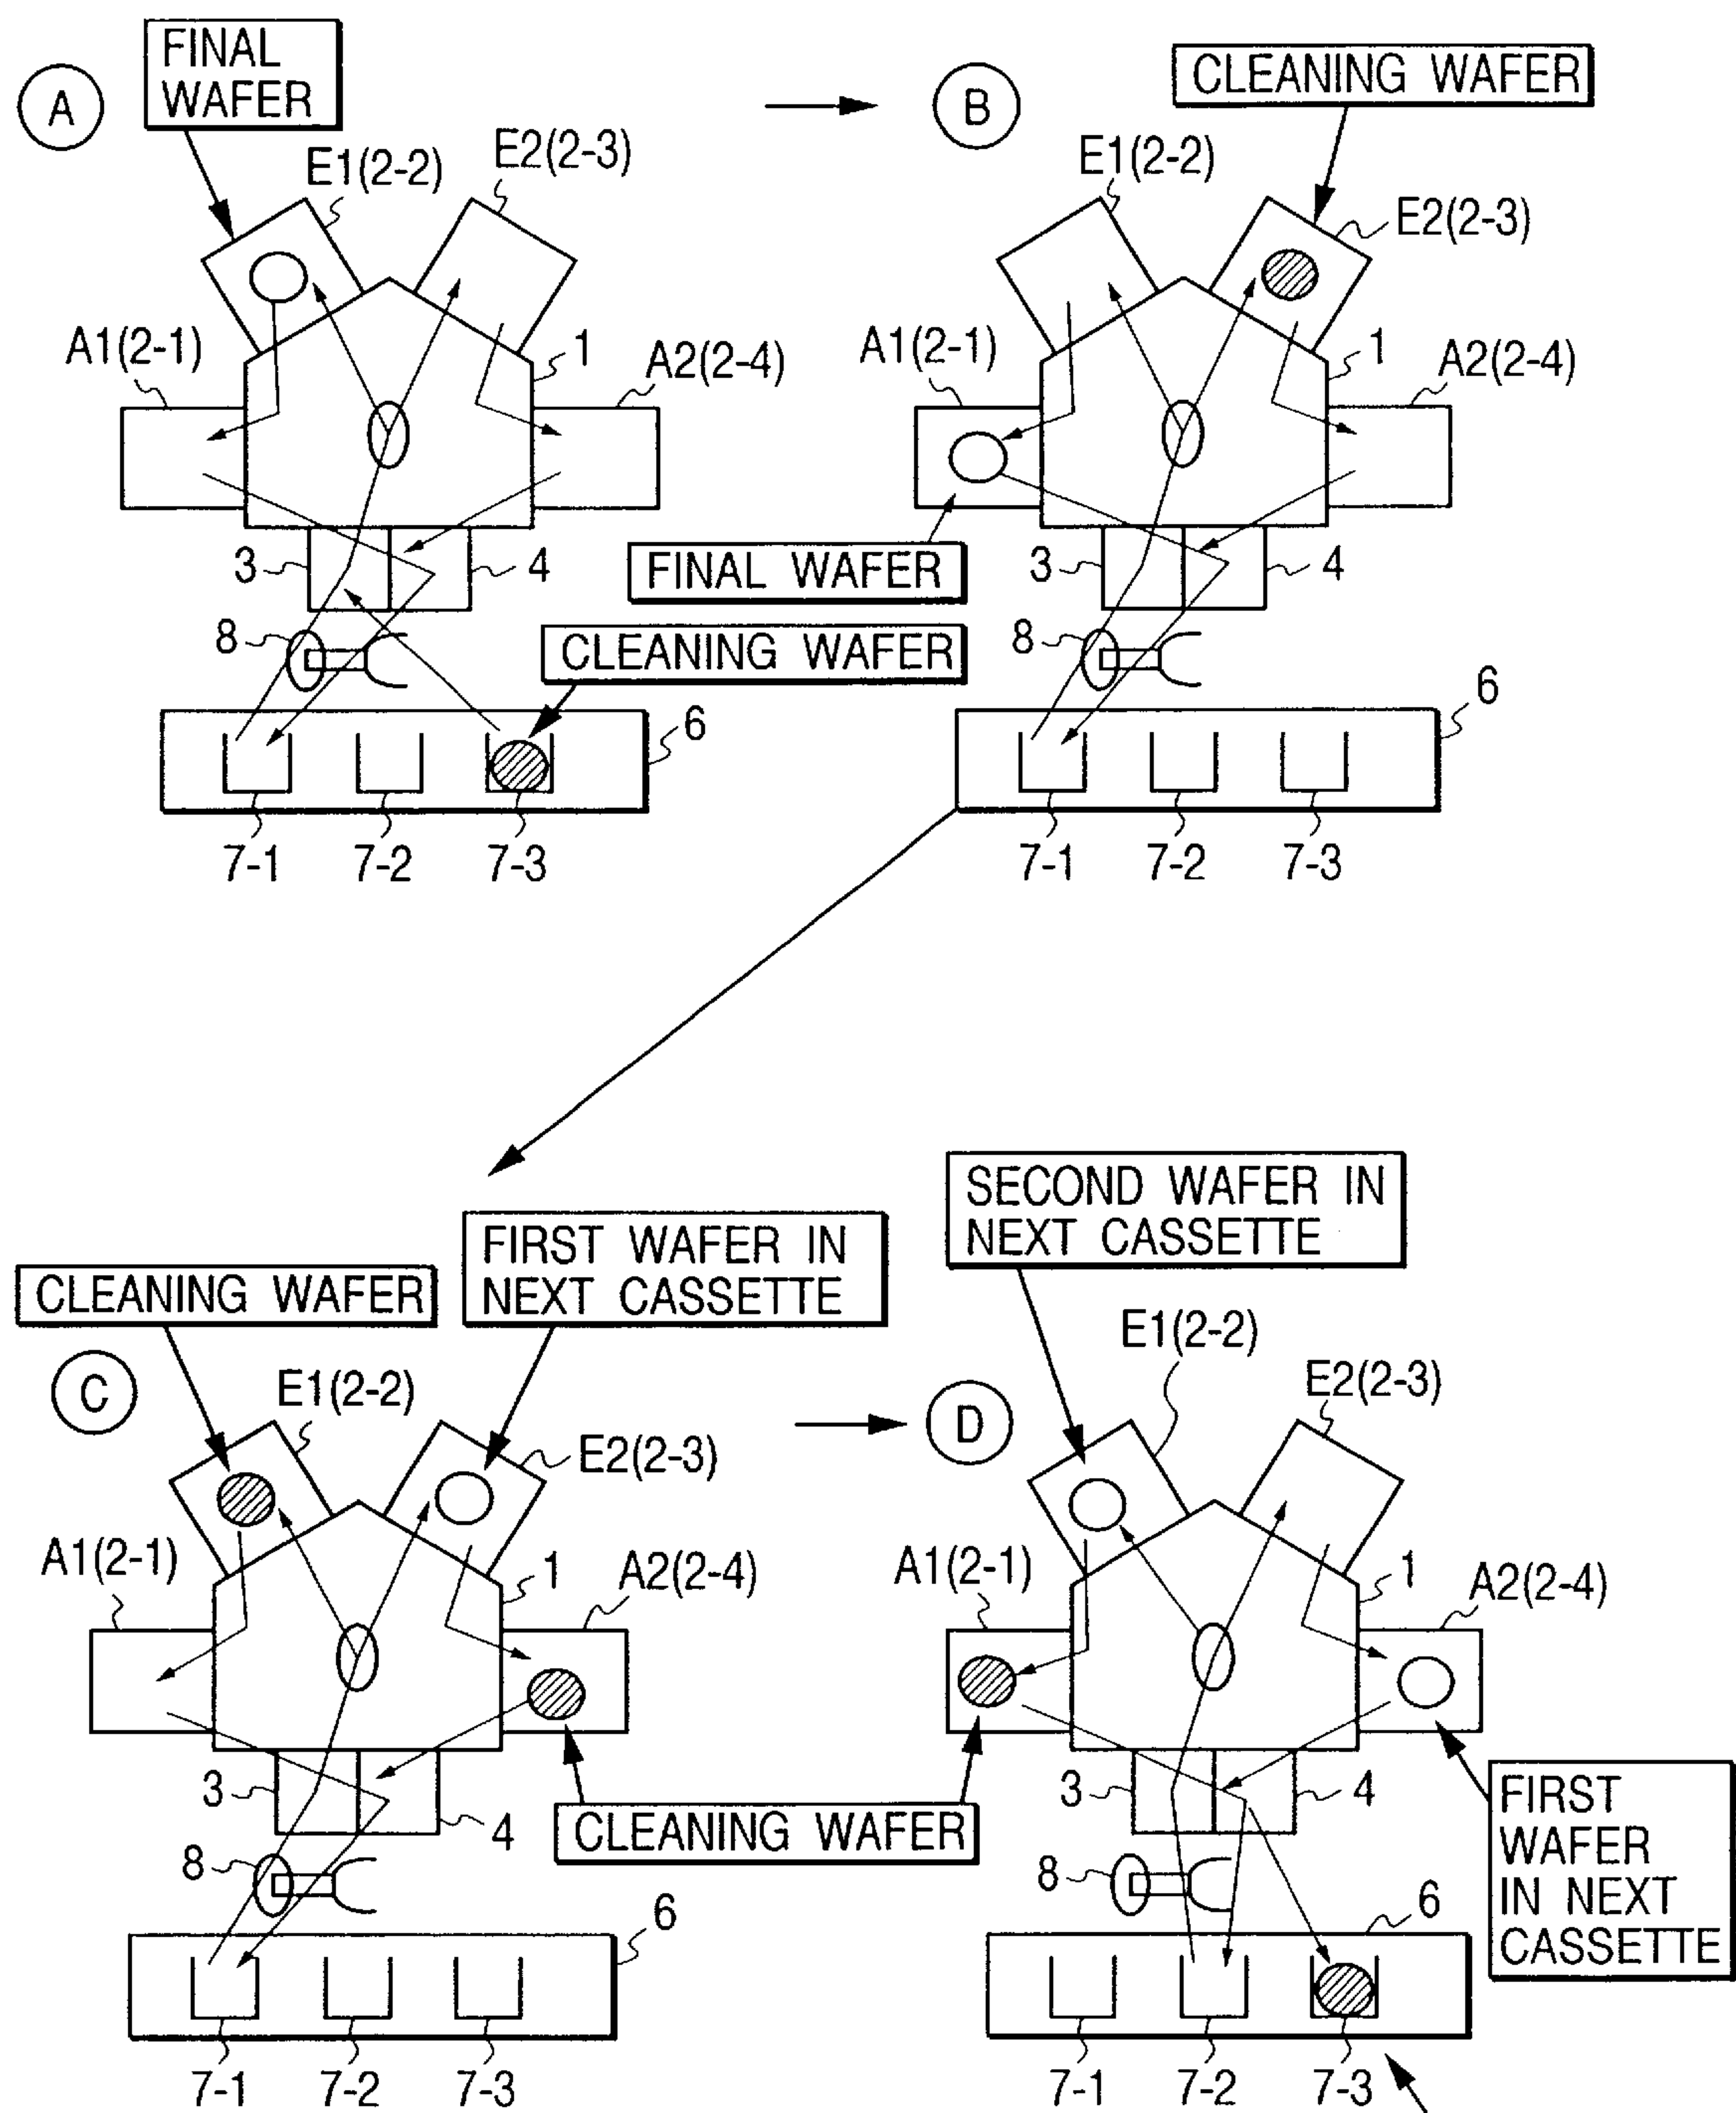 A
FINAL
WAFER
E1(2-2)
E2(2-3)
A1(2-1)
1
A2(2-4)
3
4
8
CLEANING WAFER
6
7-1
7-2
7-3
B
CLEANING WAFER
E1(2-2)
E2(2-3)
A1(2-1)
1
A2(2-4)
FINAL WAFER
3
4
8
6
7-1
7-2
7-3
C
CLEANING WAFER
FIRST WAFER IN
NEXT CASSETTE
E1(2-2)
E2(2-3)
A1(2-1)
1
A2(2-4)
3
4
CLEANING WAFER
8
6
7-1
7-2
7-3
D
SECOND WAFER IN
NEXT CASSETTE
E1(2-2)
E2(2-3)
A1(2-1)
1
A2(2-4)
3
4
FIRST
WAFER
IN NEXT
CASSETTE
8
6
7-1
7-2
7-3